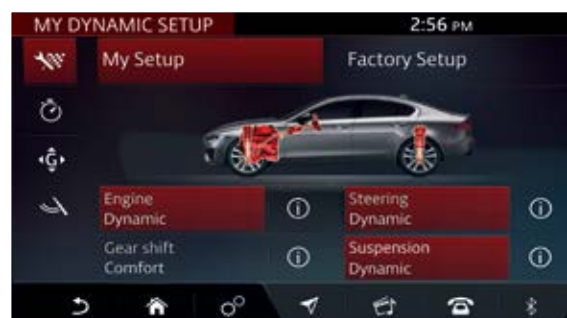 MY DYNAMIC SETUP 2:56 PM
My Setup Factory Setup
G
Engine
Dynamic
Steering
Dynamic
Gear shift
Comfort
Suspension
Dynamic